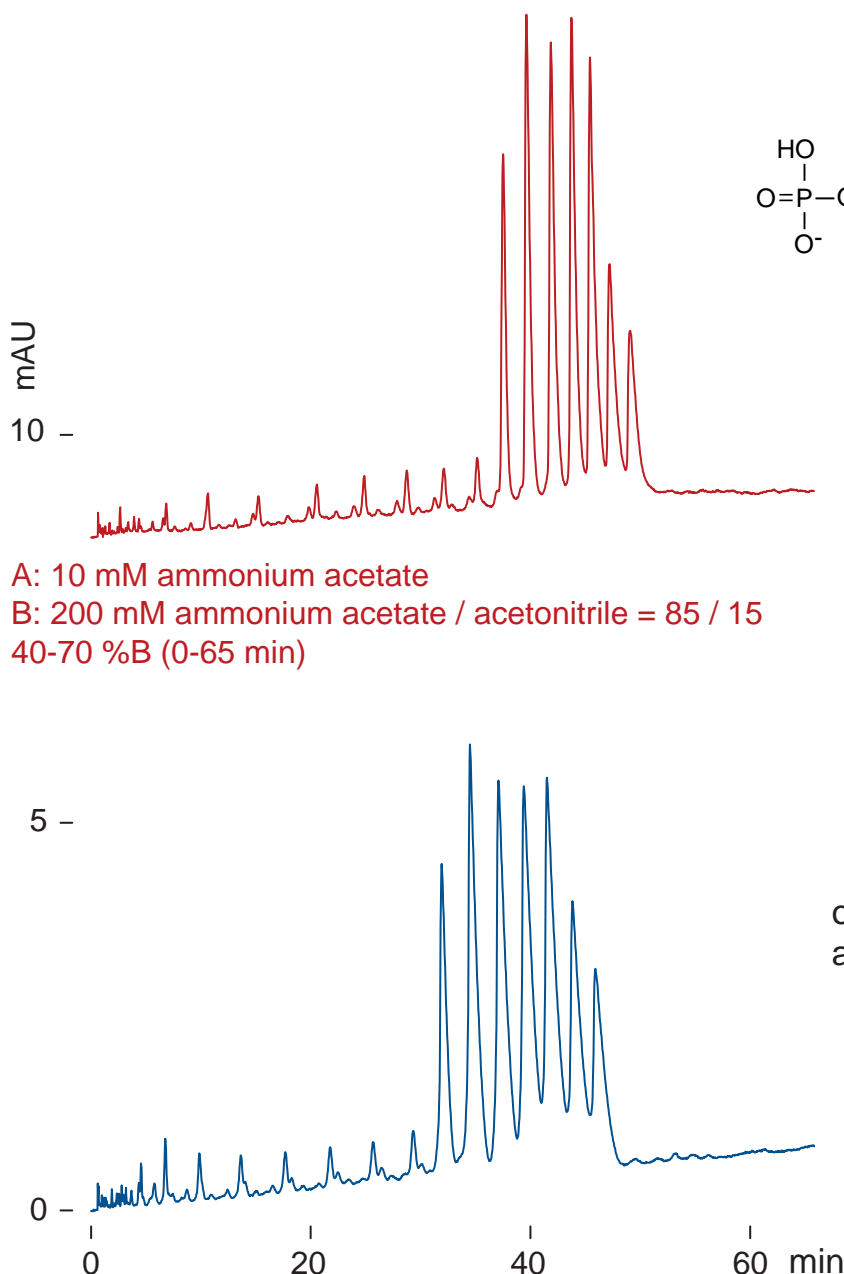 HO
O=P–O
O-
mAU
10
A: 10 mM ammonium acetate
B: 200 mM ammonium acetate / acetonitrile = 85 / 15
40-70 %B (0-65 min)
5
0
0 20 40 60 min